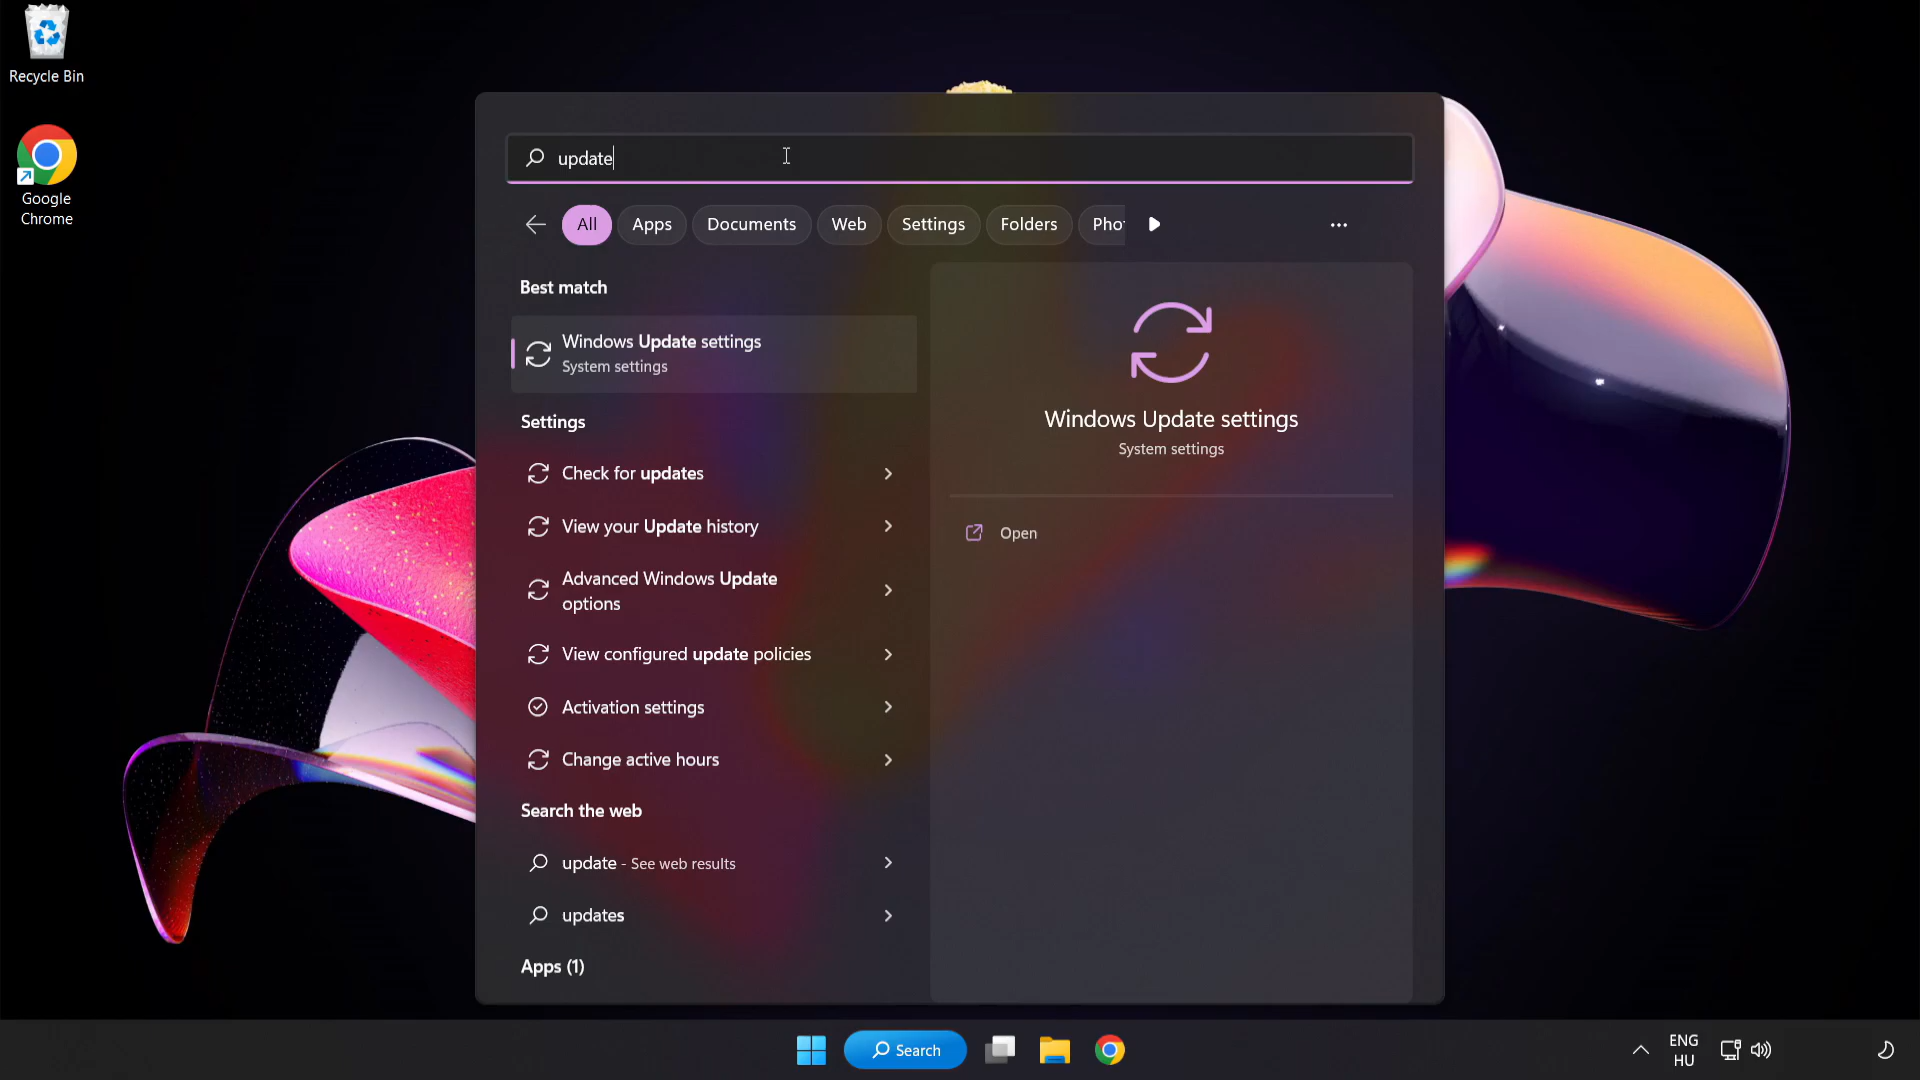 Recycle Bin
Google
Chrome
update
All
Apps
Documents
Web
Settings
Folders
Pho
Best match
Windows Update settings
System settings
Settings
Check for updates
View your Update history
Advanced Windows Update
options
View configured update policies
Activation settings
Change active hours
Search the web
update - See web results
updates
Apps (1)
Windows Update settings
System settings
Open
Search
ENG
HU